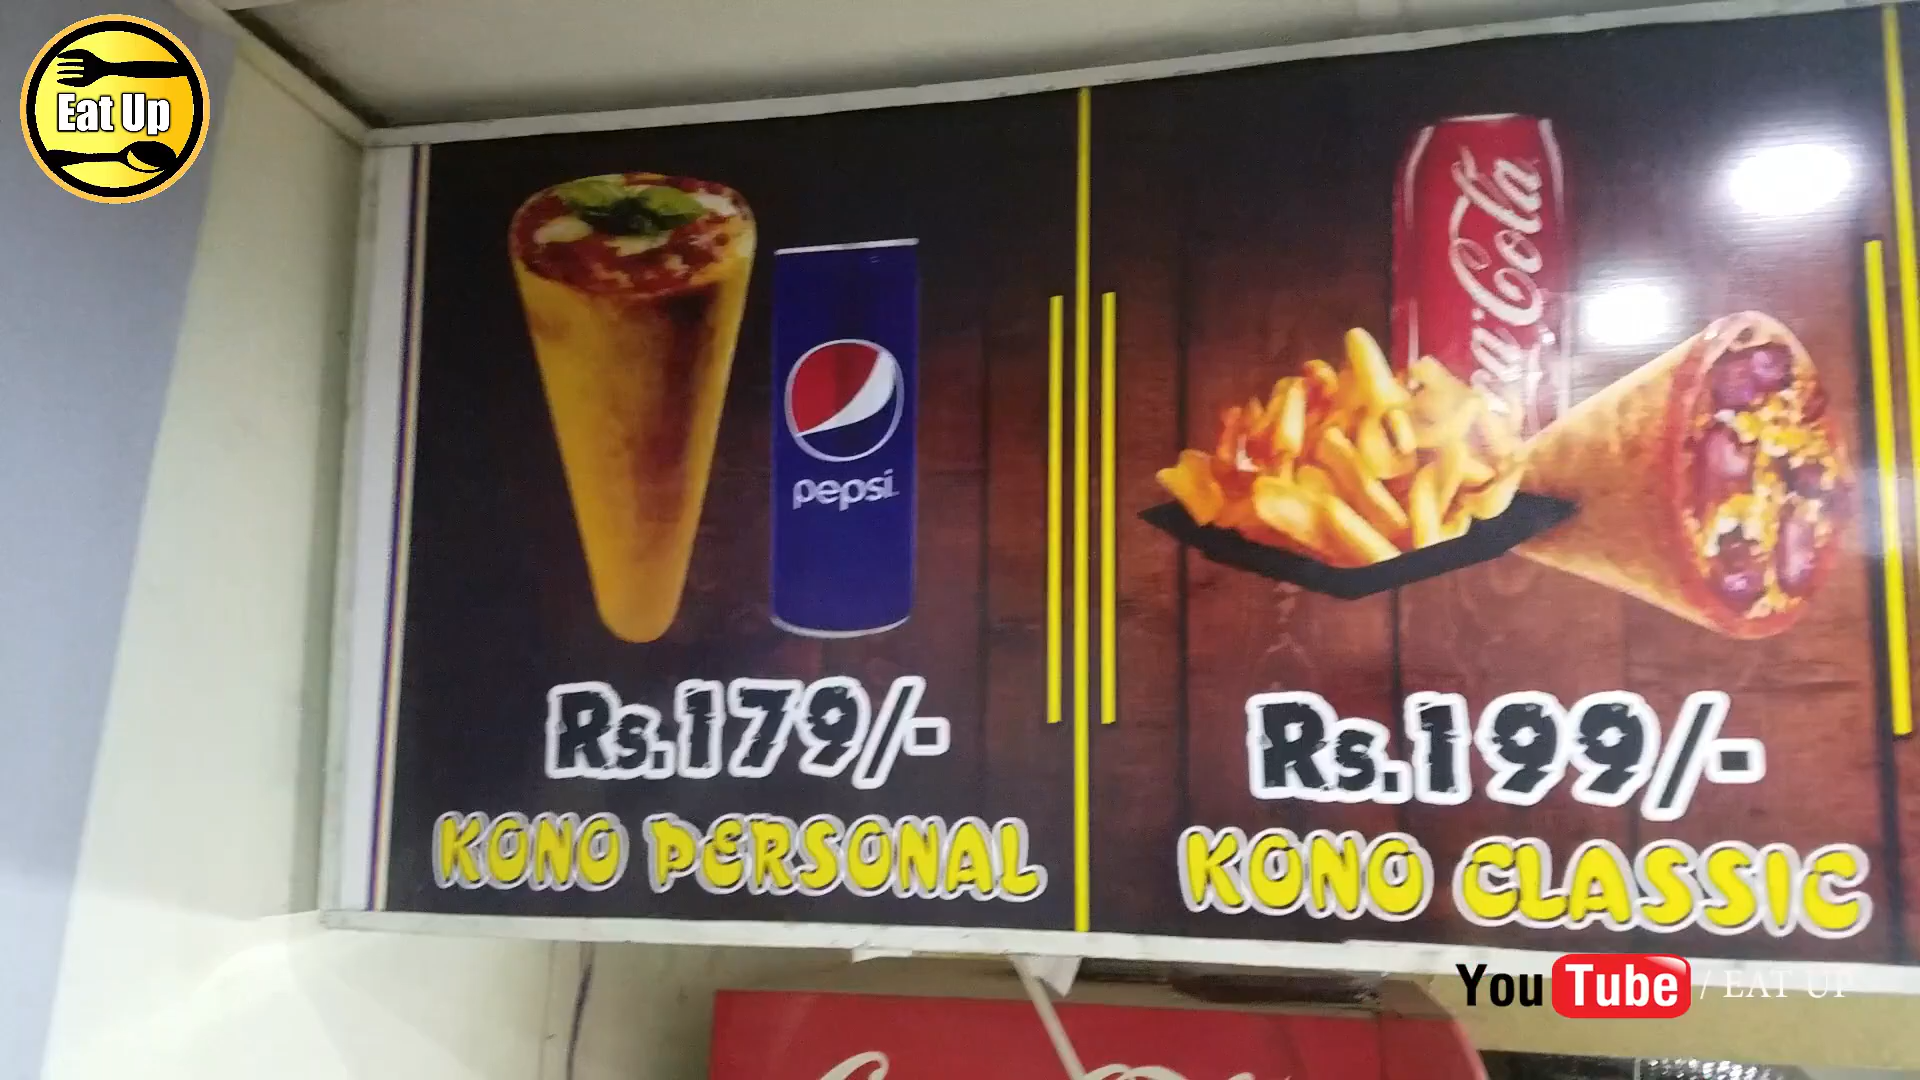 Eat Up
pepsi
Coca Cola
Rs.179/-
KONO PERSONAL
Rs.199/-
KONO CLASSIC
YouTube / EAT UP